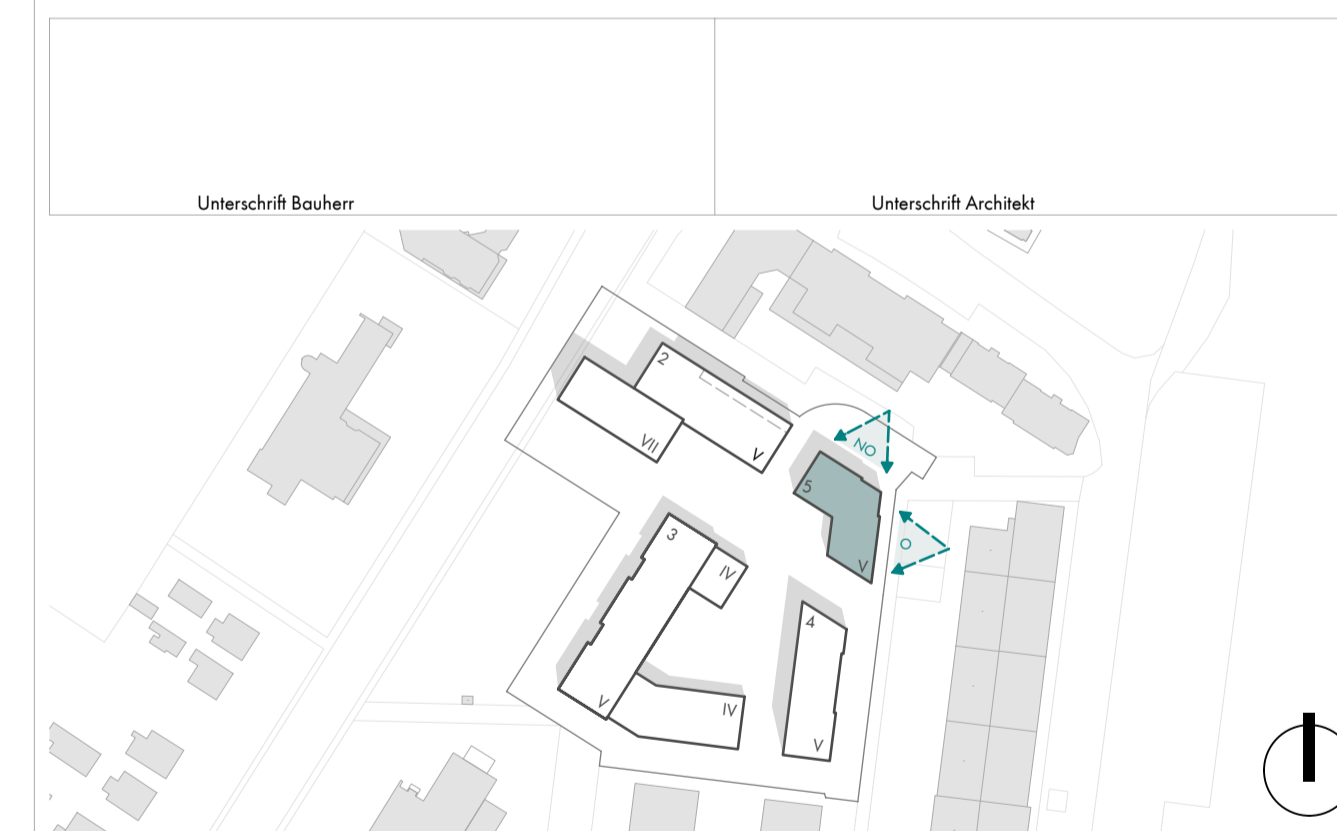 Unterschrift Bauherr
Unterschrift Architekt
2
VII
V
NO
5
3
O
IV
V
4
V
IV
V